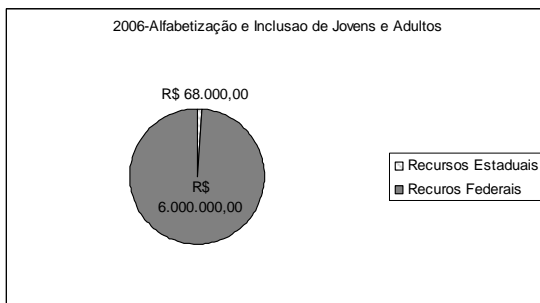 2006-Alfabetização e Inclusao de Jovens e Adultos
R$ 68.000,00
R$
6.000.000,00
Recursos Estaduais
Recuros Federais